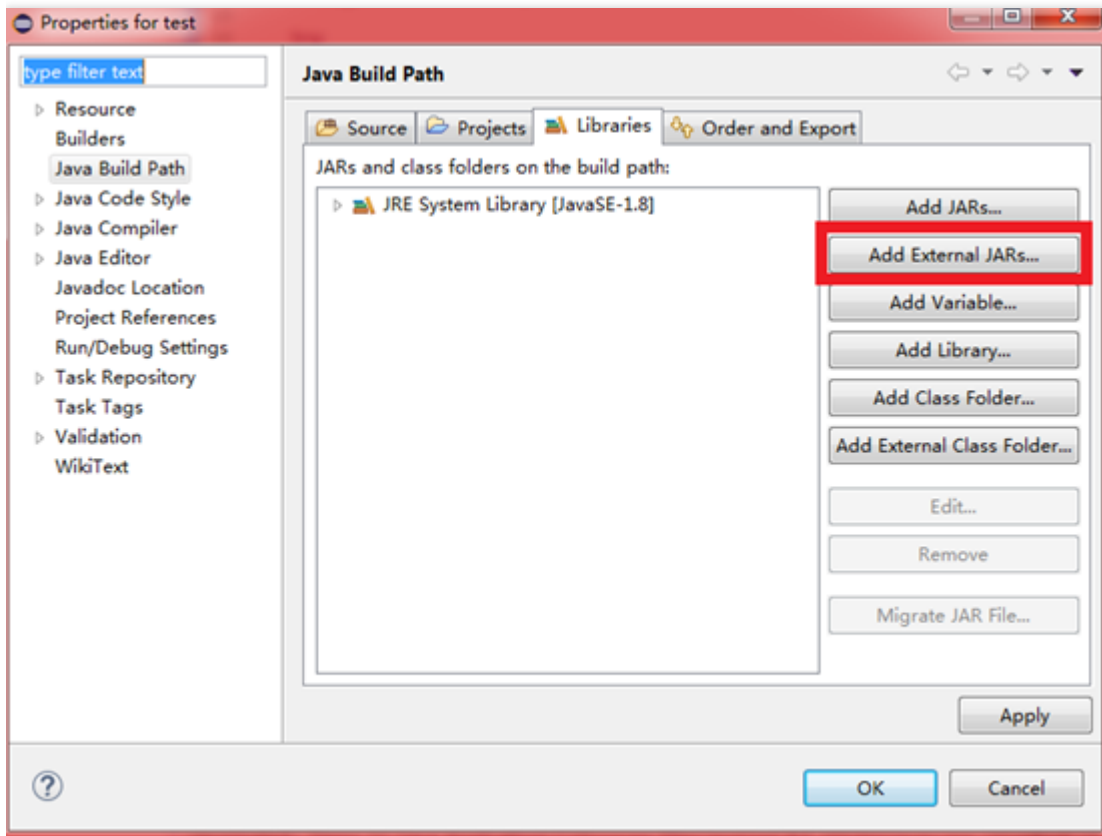 Properties for test
type filter text
Resource
Builders
Java Build Path
Java Code Style
Java Compiler
Java Editor
Javadoc Location
Project References
Run/Debug Settings
Task Repository
Task Tags
Validation
WikiText
Java Build Path
Source Projects Libraries Order and Export
JARs and class folders on the build path:
JRE System Library [JavaSE-1.8]
Add JARs...
Add External JARs...
Add Variable...
Add Library...
Add Class Folder...
Add External Class Folder...
Edit...
Remove
Migrate JAR File...
Apply
OK Cancel